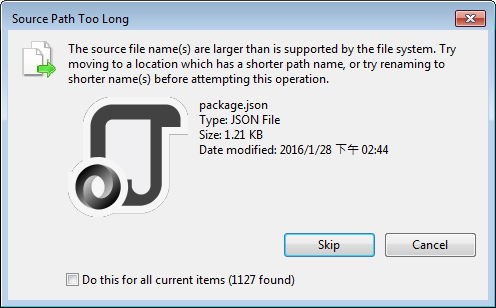 Source Path Too Long
The source file name(s) are larger than is supported by the file system. Try
moving to a location which has a shorter path name, or try renaming to
shorter name(s) before attempting this operation.
package.json
Type: JSON File
Size: 1.21 KB
Date modified: 2016/1/28 下午 02:44
Skip
Cancel
Do this for all current items (1127 found)